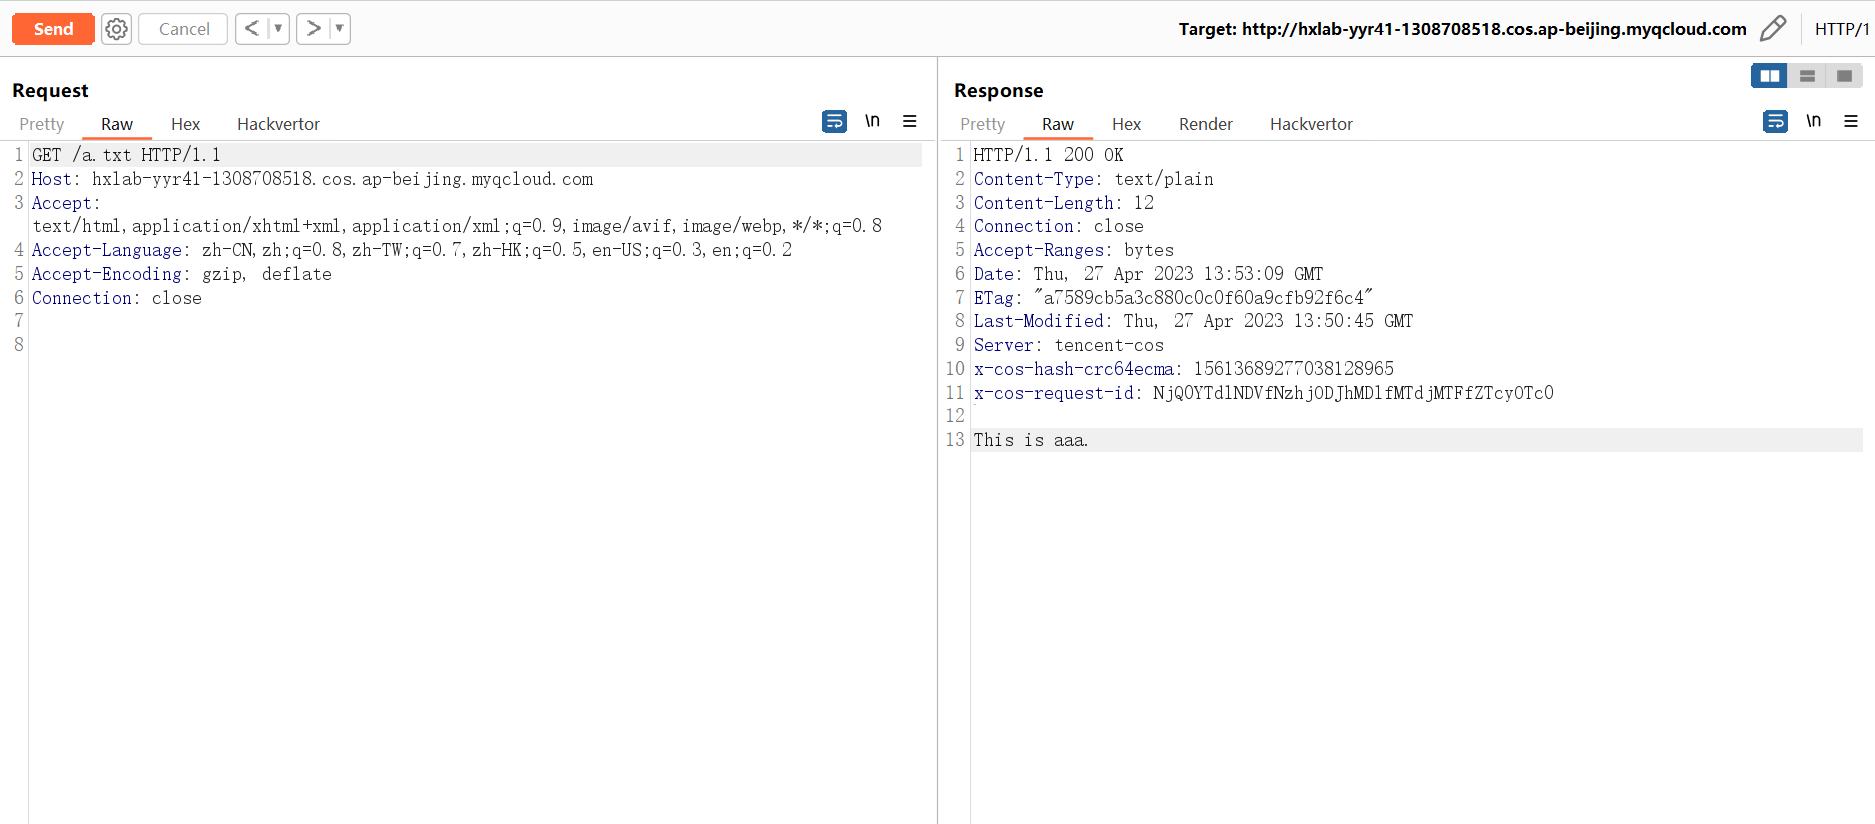 Send
Cancel
<
>
Target: http://hxlab-yyr41-1308708518.cos.ap-beijing.myqcloud.com
HTTP/1
Request
Pretty
Raw
Hex
Hackvertor
\n
1 GET /a.txt HTTP/1.1
2 Host: hxlab-yyr41-1308708518.cos.ap-beijing.myqcloud.com
3 Accept:
text/html,application/xhtml+xml,application/xml;q=0.9,image/avif,image/webp,*/*;q=0.8
4 Accept-Language: zh-CN,zh;q=0.8,zh-TW;q=0.7,zh-HK;q=0.5,en-US;q=0.3,en;q=0.2
5 Accept-Encoding: gzip, deflate
6 Connection: close
7
8
Response
Pretty
Raw
Hex
Render
Hackvertor
\n
1 HTTP/1.1 200 OK
2 Content-Type: text/plain
3 Content-Length: 12
4 Connection: close
5 Accept-Ranges: bytes
6 Date: Thu, 27 Apr 2023 13:53:09 GMT
7 ETag: "a7589cb5a3c880c0c0f60a9cfb92f6c4"
8 Last-Modified: Thu, 27 Apr 2023 13:50:45 GMT
9 Server: tencent-cos
10 x-cos-hash-crc64ecma: 15613689277038128965
11 x-cos-request-id: NjQ0YTdlNDVfNzhjODJhMDlfMTdjMTFfZTcyOTc0
12
13 This is aaa.